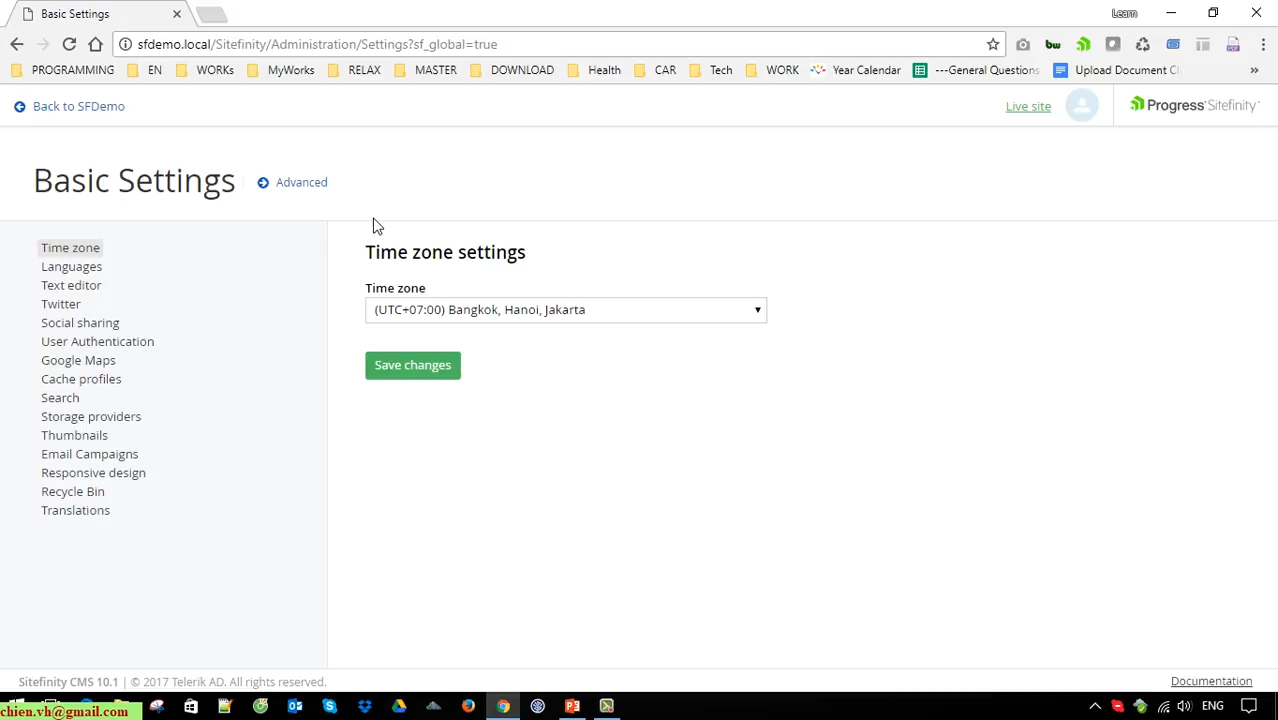 Basic Settings
Learn
sfdemo.local/Sitefinity/Administration/Settings?sf_global=true
PROGRAMMING EN WORKs MyWorks RELAX MASTER DOWNLOAD Health CAR Tech WORK Year Calendar ---General Questions Upload Document Cl
Back to SFDemo
Live site
Progress Sitefinity
Basic Settings
Advanced
Time zone
Languages
Text editor
Twitter
Social sharing
User Authentication
Google Maps
Cache profiles
Search
Storage providers
Thumbnails
Email Campaigns
Responsive design
Recycle Bin
Translations
Time zone settings
Time zone
(UTC+07:00) Bangkok, Hanoi, Jakarta
Save changes
Sitefinity CMS 10.1 | © 2017 Telerik AD. All rights reserved.
Documentation
chien.vh@gmail.com
ENG